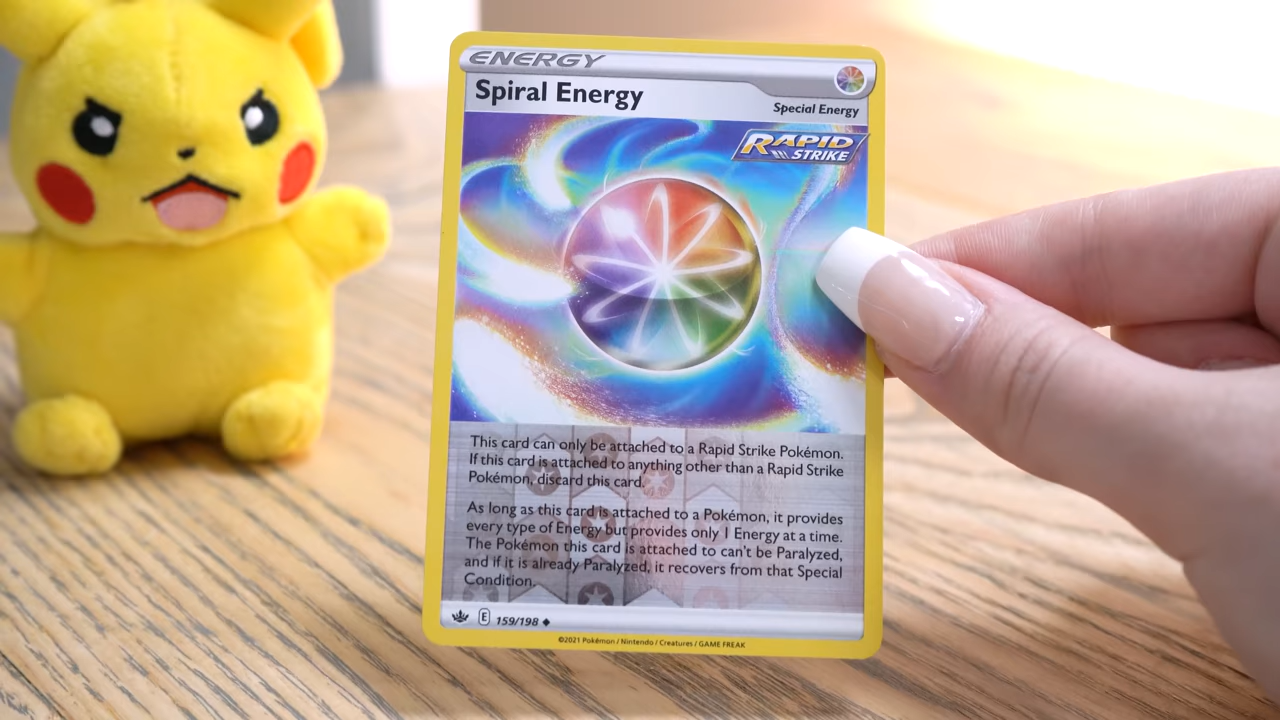 ENERGY
Spiral Energy
Special Energy
RAPID
STRIKE
This card can only be attached to a Rapid Strike Pokémon.
If this card is attached to anything other than a Rapid Strike
Pokémon, discard this card.
As long as this card is attached to a Pokémon, it provides
every type of Energy but provides only 1 Energy at a time.
The Pokémon this card is attached to can't be Paralyzed,
and if it is already Paralyzed, it recovers from that Special
Condition.
E 159/198
©2021 Pokémon / Nintendo / Creatures / GAME FREAK